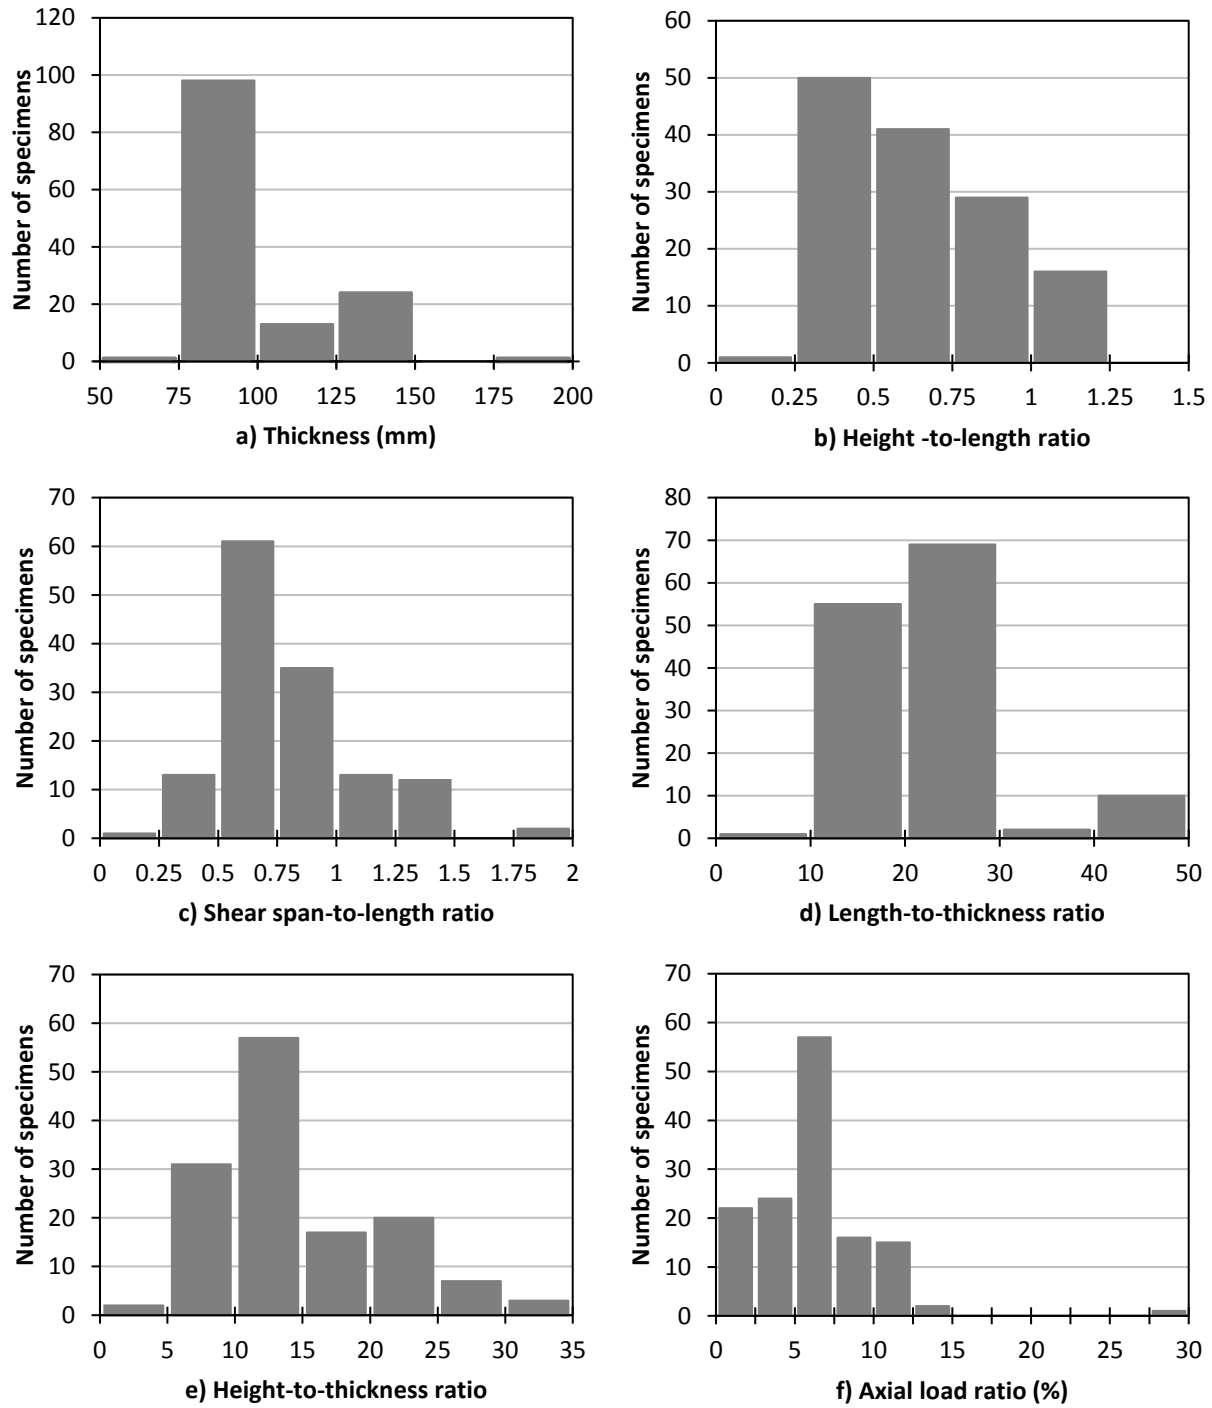 120
100
80
60
40
20
0
Number of specimens
50 75 100 125 150 175 200
a) Thickness (mm)
60
50
40
30
20
10
0
Number of specimens
0 0.25 0.5 0.75 1 1.25 1.5
b) Height -to-length ratio
70
60
50
40
30
20
10
0
Number of specimens
0 0.25 0.5 0.75 1 1.25 1.5 1.75 2
c) Shear span-to-length ratio
80
70
60
50
40
30
20
10
0
Number of specimens
0 10 20 30 40 50
d) Length-to-thickness ratio
70
60
50
40
30
20
10
0
Number of specimens
0 5 10 15 20 25 30 35
e) Height-to-thickness ratio
70
60
50
40
30
20
10
0
Number of specimens
0 5 10 15 20 25 30
f) Axial load ratio (%)